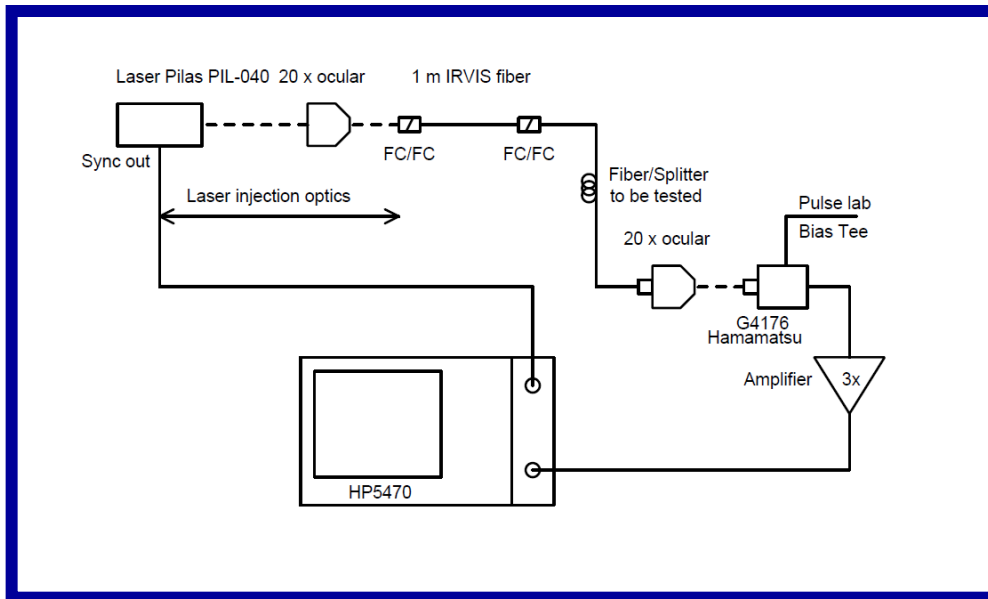 Laser Pilas PIL-040 20 x ocular 1 m IRVIS fiber
FC/FC FC/FC
Sync out
Laser injection optics
Fiber/Splitter
to be tested
20 x ocular
Pulse lab
Bias Tee
G4176
Hamamatsu
Amplifier 3x
HP5470